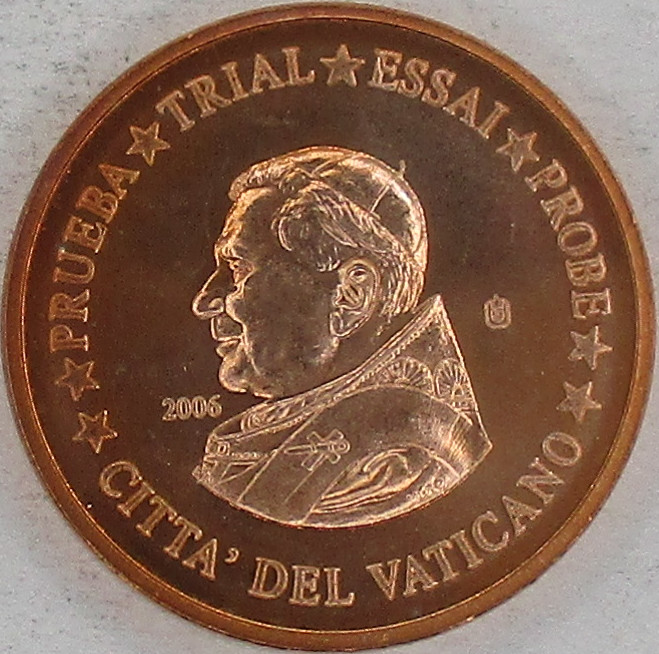 PRUEBA ★ TRIAL ★ ESSAI ★ PROBE ★
2006
★ CITTA' DEL VATICANO ★